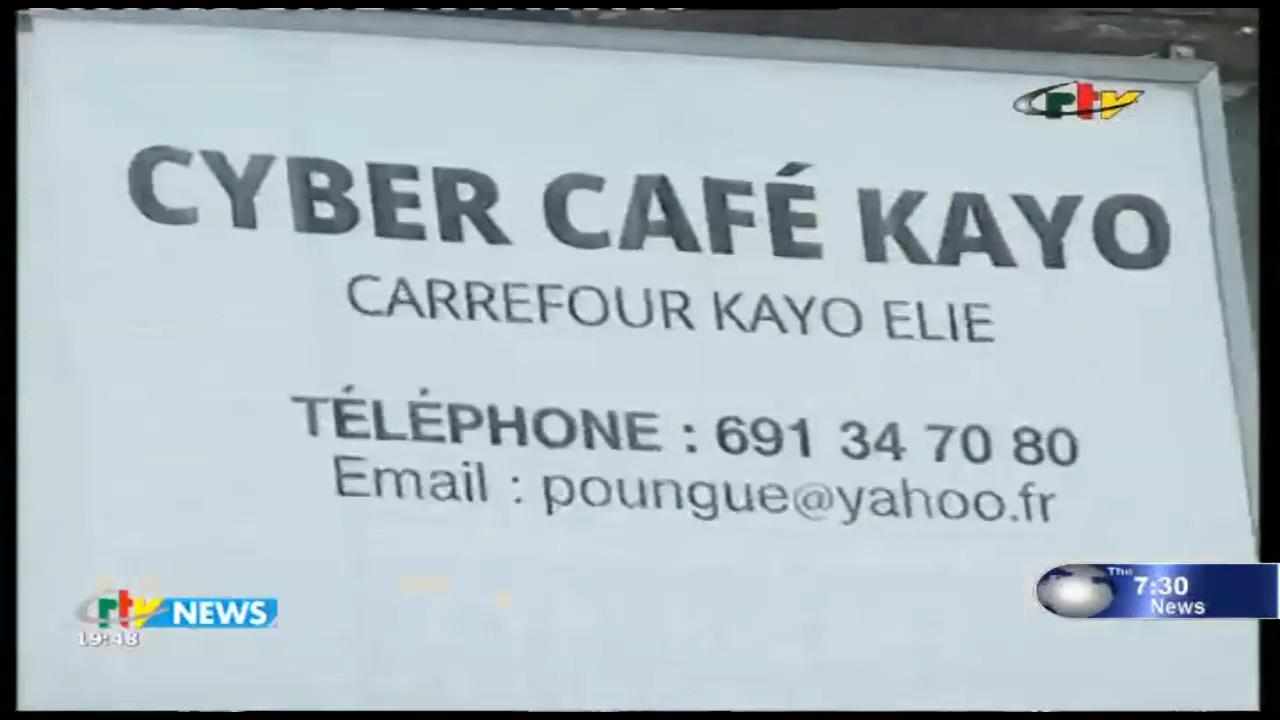 crtv
CYBER CAFÉ KAYO
CARREFOUR KAYO ELIE
TÉLÉPHONE : 691 34 70 80
Email : poungue@yahoo.fr
crtv NEWS
19:48
The
7:30
News